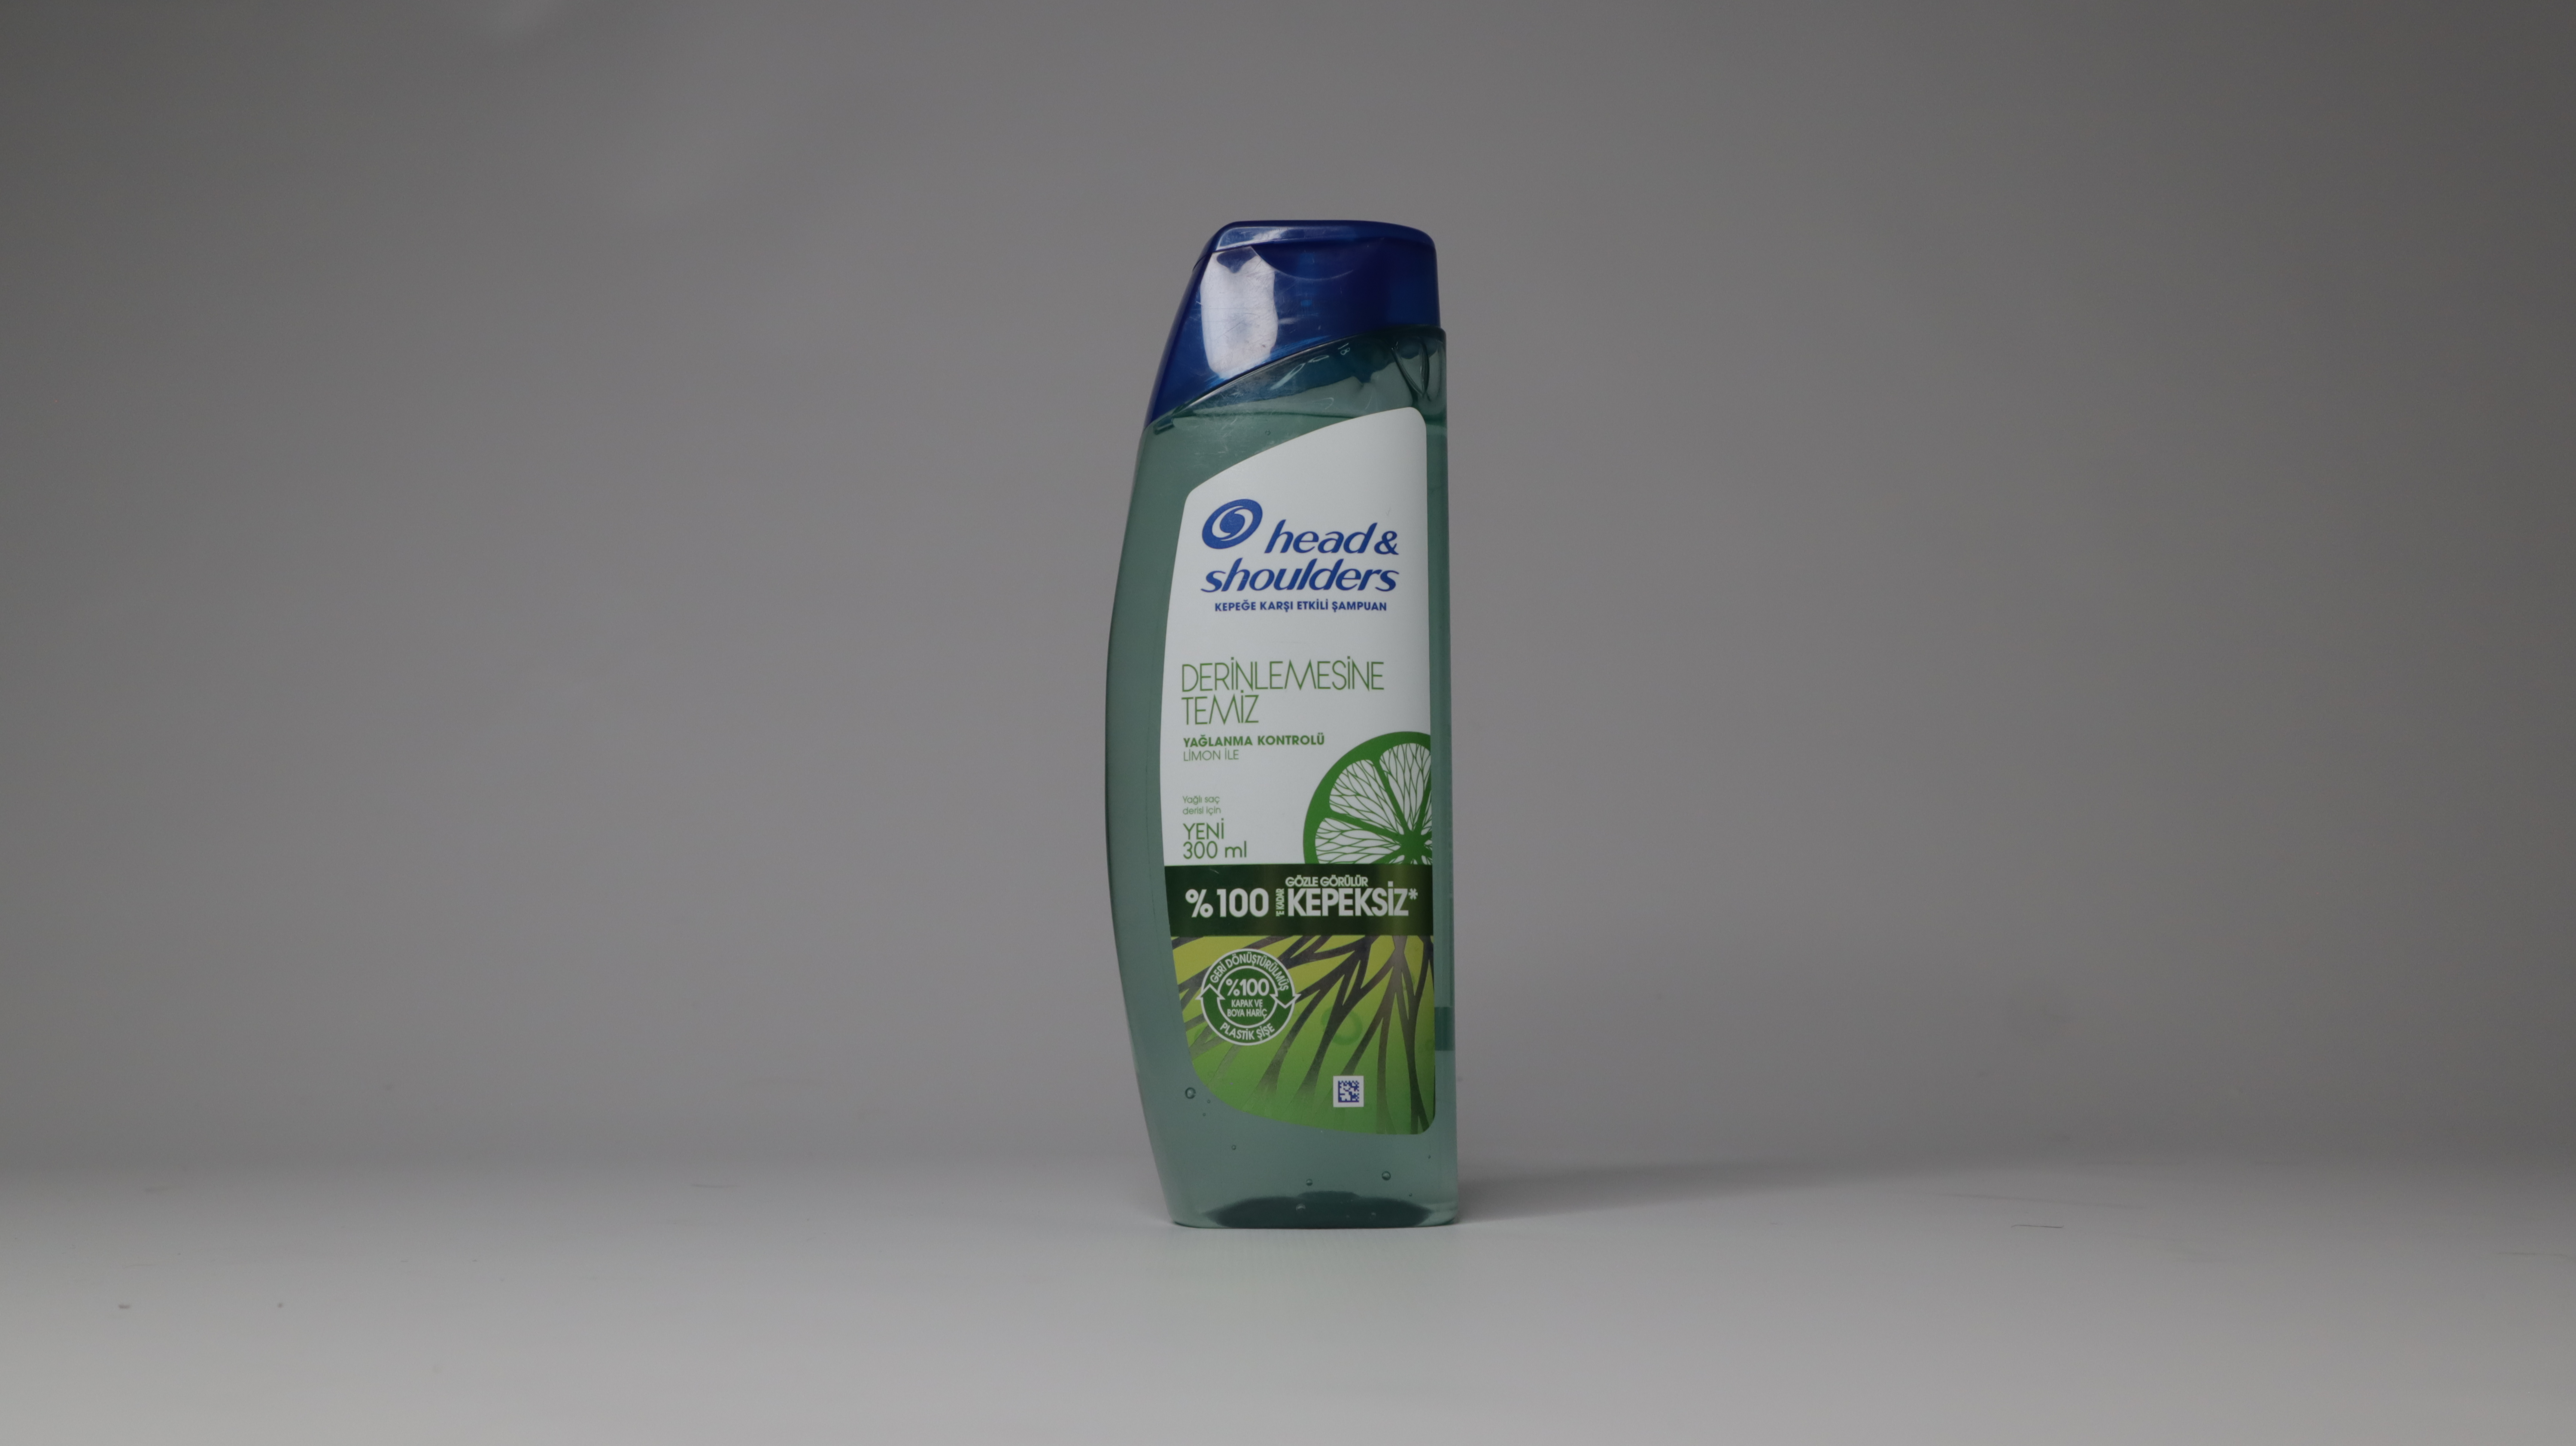 head &
shoulders
KEPEĞE KARŞI ETKİLİ ŞAMPUAN
DERİNLEMESİNE
TEMİZ
YAĞLANMA KONTROLÜ
LİMON İLE
Yağlı saç
derisi için
YENİ
300 ml
%100 'E KADAR GÖZLE GÖRÜLÜR
KEPEKSİZ*
GERİ DÖNÜŞTÜRÜLMÜŞ
%100
KAPAK VE
BOYA HARİÇ
PLASTİK ŞİŞE